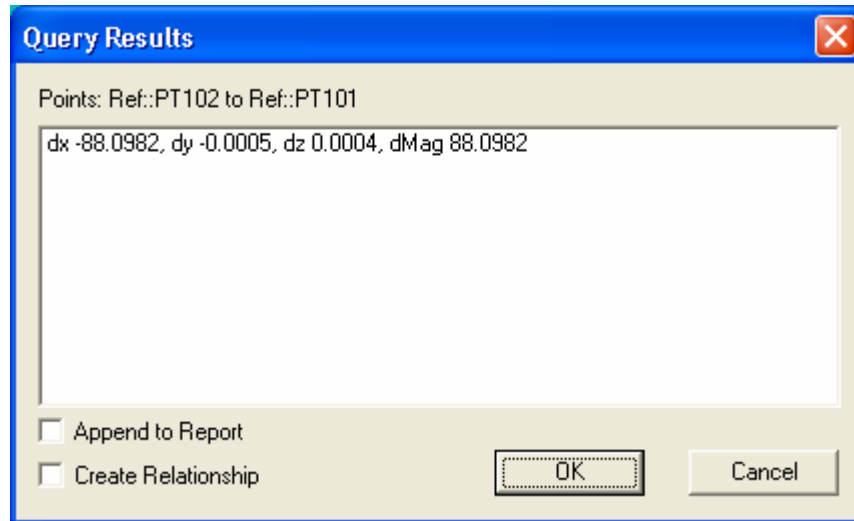 Query Results
Points: Ref::PT102 to Ref::PT101
dx -88.0982, dy -0.0005, dz 0.0004, dMag 88.0982
Append to Report
Create Relationship
OK
Cancel